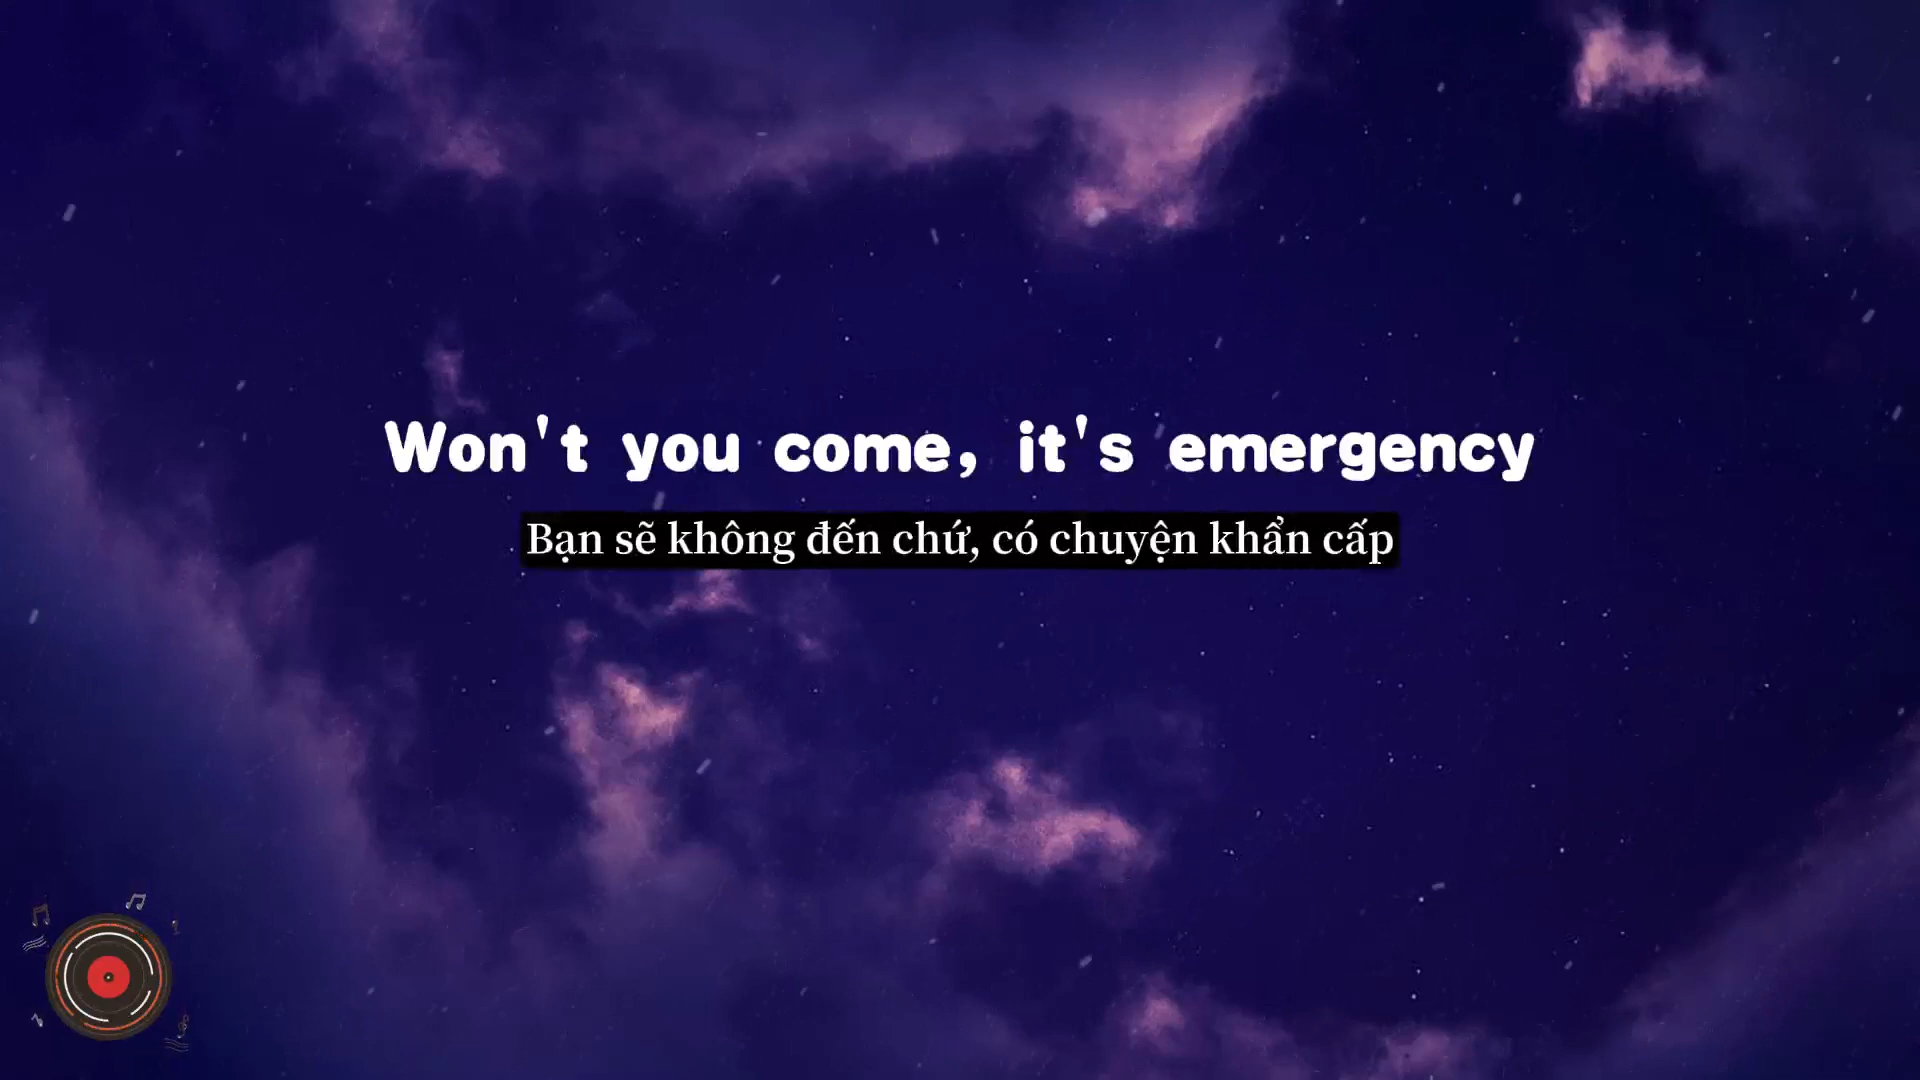 Won't you come, it's emergency
Bạn sẽ không đến chứ, có chuyện khẩn cấp